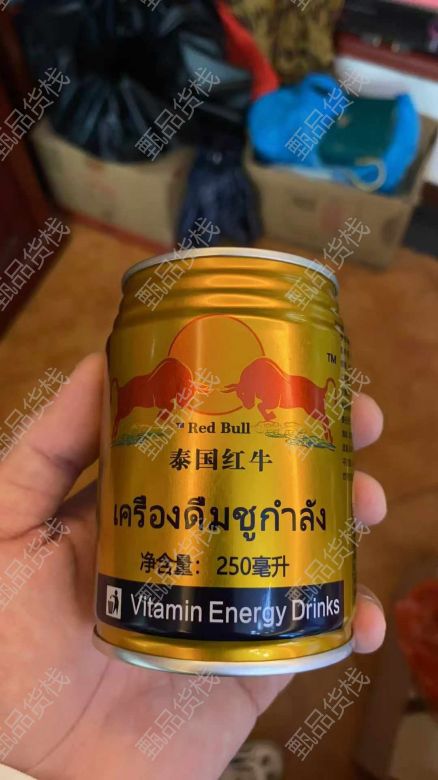 TM
TM Red Bull
泰国红牛
เครื่องดื่มชูกำลัง
净含量：250毫升
Vitamin Energy Drinks
甄品货栈